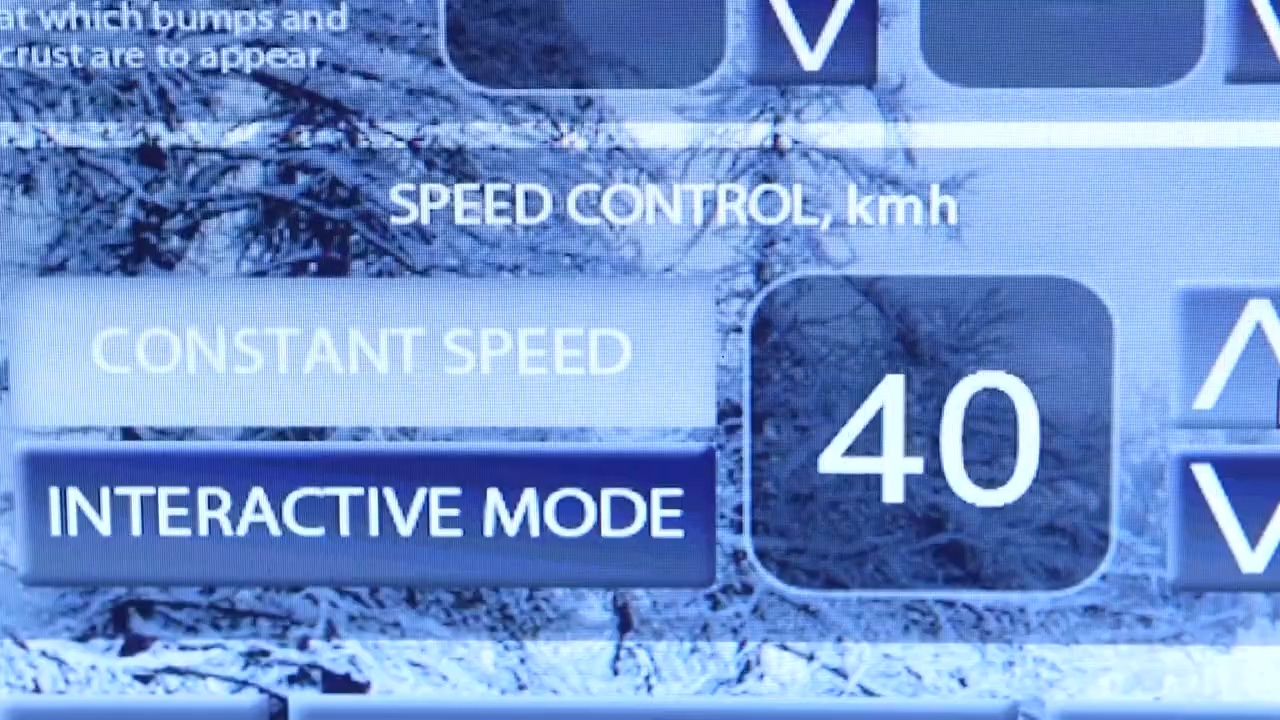 at which bumps and
crust are to appear
SPEED CONTROL, kmh
CONSTANT SPEED
40
INTERACTIVE MODE